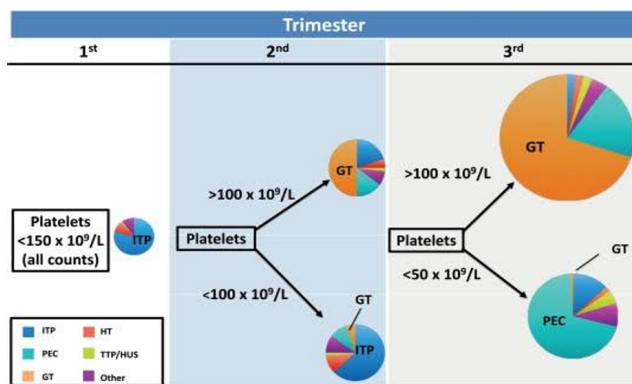 Trimester
1st
2nd
3rd
Platelets
<150 x 10⁹/L
(all counts)
ITP
Platelets
>100 x 10⁹/L
GT
<100 x 10⁹/L
GT
ITP
Platelets
>100 x 10⁹/L
GT
<50 x 10⁹/L
GT
PEC
ITP
HT
PEC
TTP/HUS
GT
Other